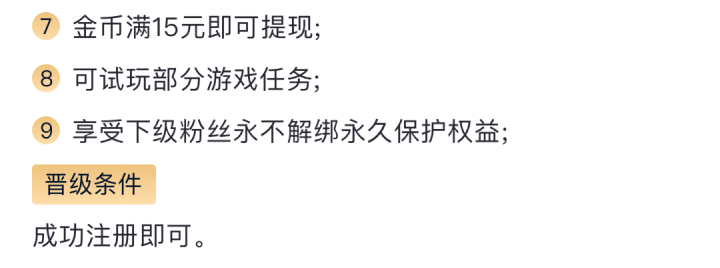 7 金币满15元即可提现;
8 可试玩部分游戏任务;
9 享受下级粉丝永不解绑永久保护权益;
晋级条件
成功注册即可。